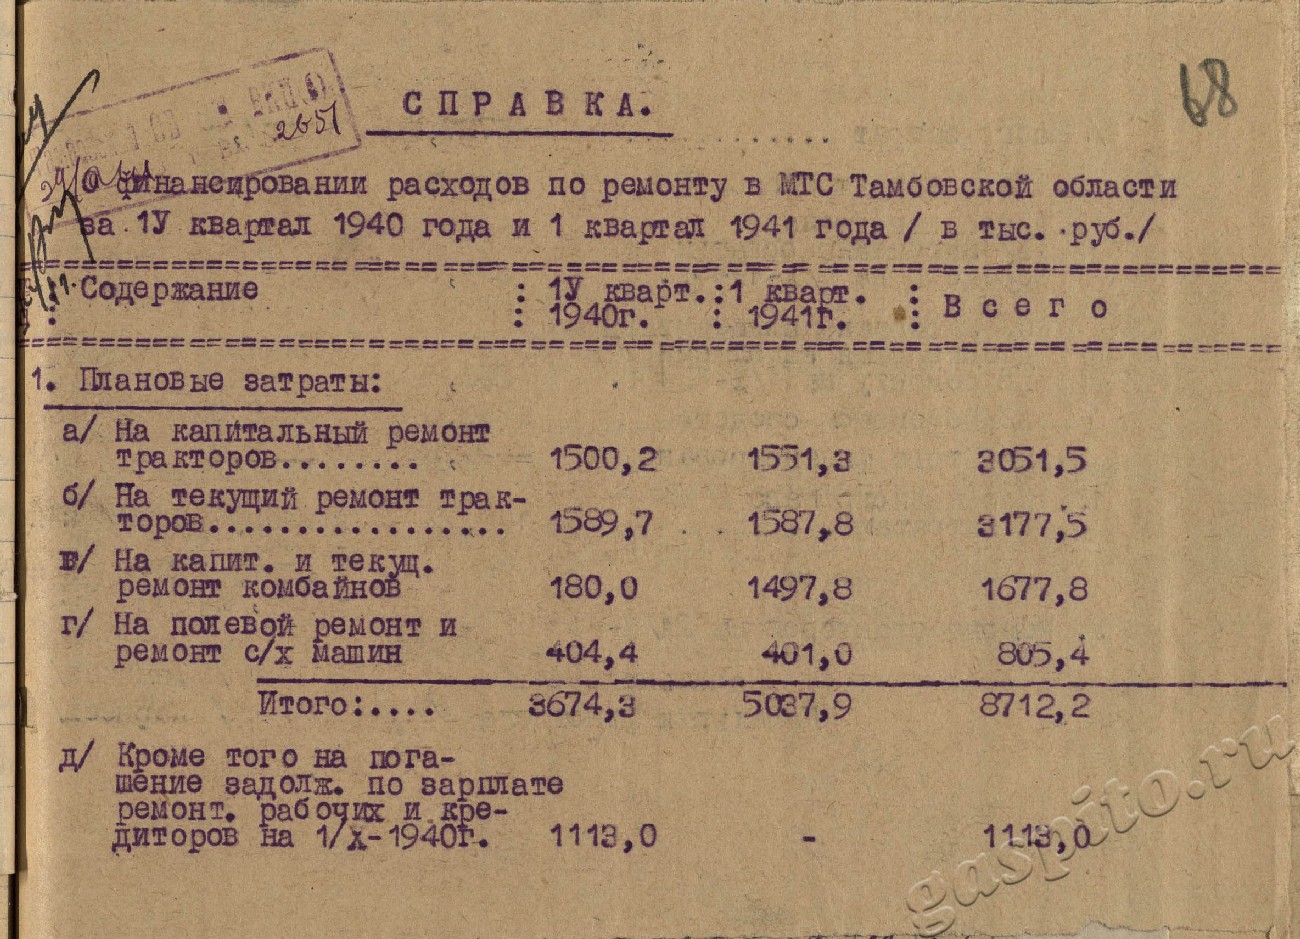 68
СПРАВКА.
2651
О финансировании расходов по ремонту в МТС Тамбовской области
за 1У квартал 1940 года и 1 квартал 1941 года / в тыс. руб./
Содержание : 1У кварт. : 1 кварт. : Всего
: 1940г. : 1941г. :
1. Плановые затраты:
а/ На капитальный ремонт
тракторов........ 1500,2 1551,3 3051,5
б/ На текущий ремонт трак-
торов................. 1589,7 1587,8 3177,5
в/ На капит. и текущ.
ремонт комбайнов 180,0 1497,8 1677,8
г/ На полевой ремонт и
ремонт с/х машин 404,4 401,0 805,4
Итого:.... 3674,3 5037,9 8712,2
д/ Кроме того на пога-
шение задолж. по зарплате
ремонт. рабочих и кре-
диторов на 1/х-1940г. 1113,0 - 1113,0
gaspito.ru